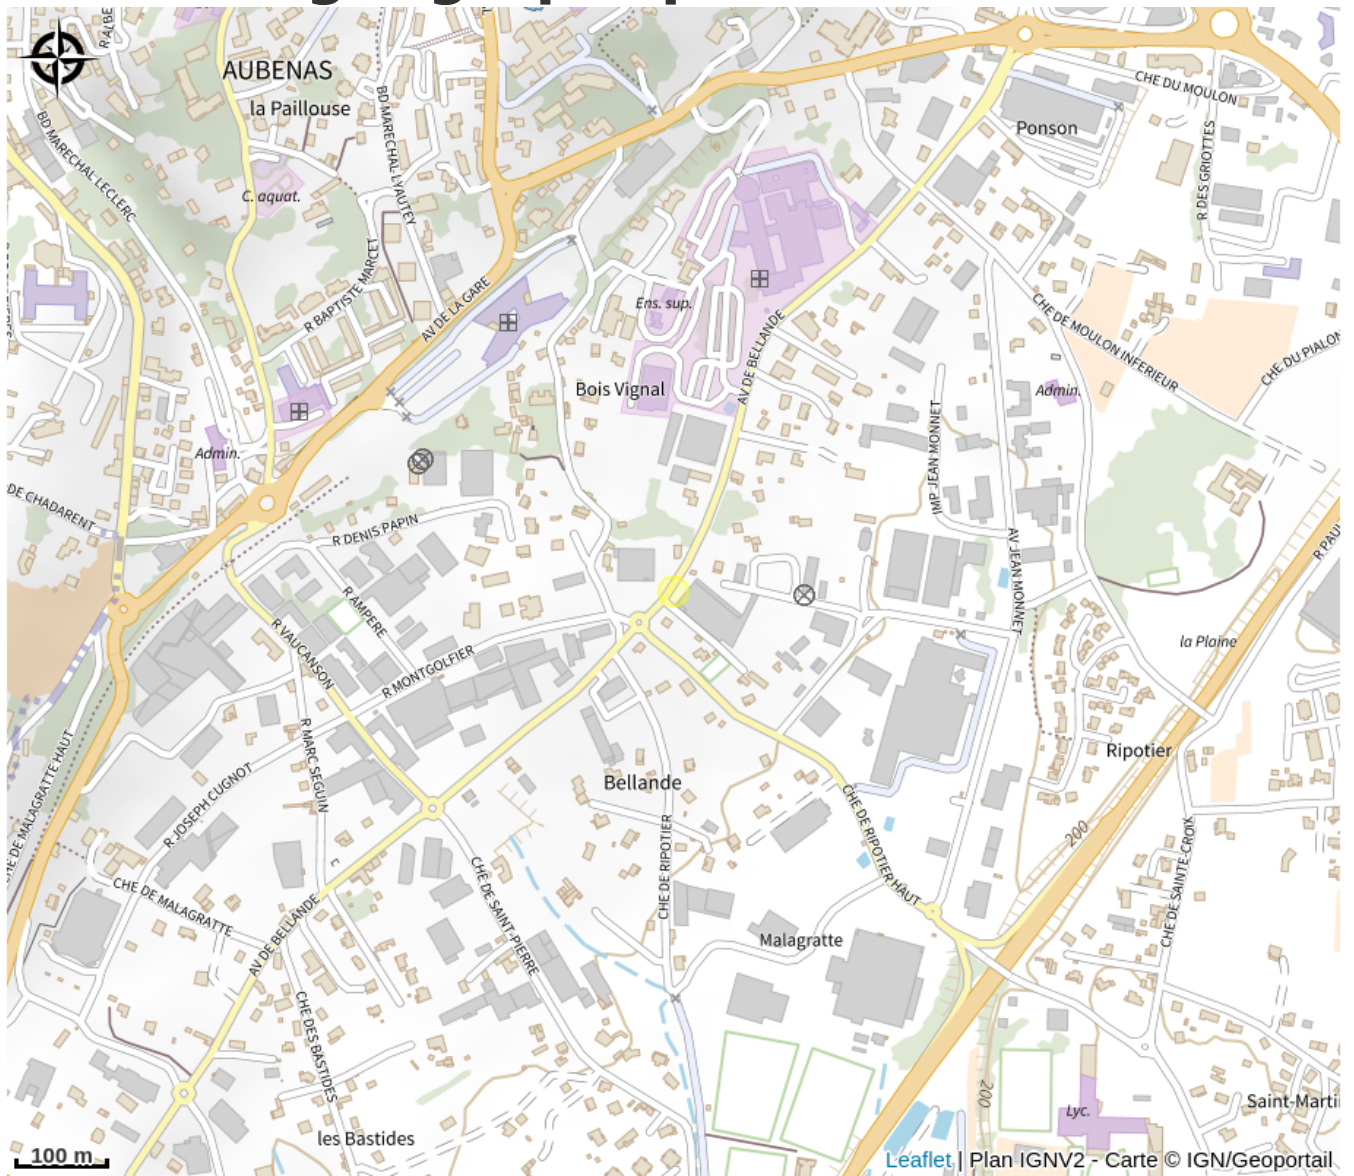 R ABE
AUBENAS
la Paillouse
BD MARECHAL LECLERC
BD MARECHAL LYAUTEY
C. aquat.
R BAPTISTE MARCET
AV DE LA GARE
CHE DU MOULON
Ponson
R DES GRIOTTES
Ens. sup.
AV DE BELLANDE
Bois Vignal
CHE DE MOULON INFERIEUR
CHE DU PIALON
Admin.
IMP JEAN MONNET
Admin.
DE CHADARENT
R DENIS PAPIN
AV JEAN MONNET
R PAUL
R AMPERE
R VAUCANSON
R MONTGOLFIER
la Plaine
R MARC SEGUIN
Ripotier
Bellande
CHE DE MALAGRATTE HAUT
R JOSEPH CUGNOT
CHE DE RIPOTIER
CHE DE RIPOTIER HAUT
200
CHE DE SAINTE-CROIX
CHE DE MALAGRATTE
CHE DE SAINT-PIERRE
AV DE BELLANDE
Malagratte
CHE DES BASTIDES
200
Lyc.
Saint-Marti
les Bastides
100 m
Leaflet | Plan IGNV2 - Carte © IGN/Geoportail